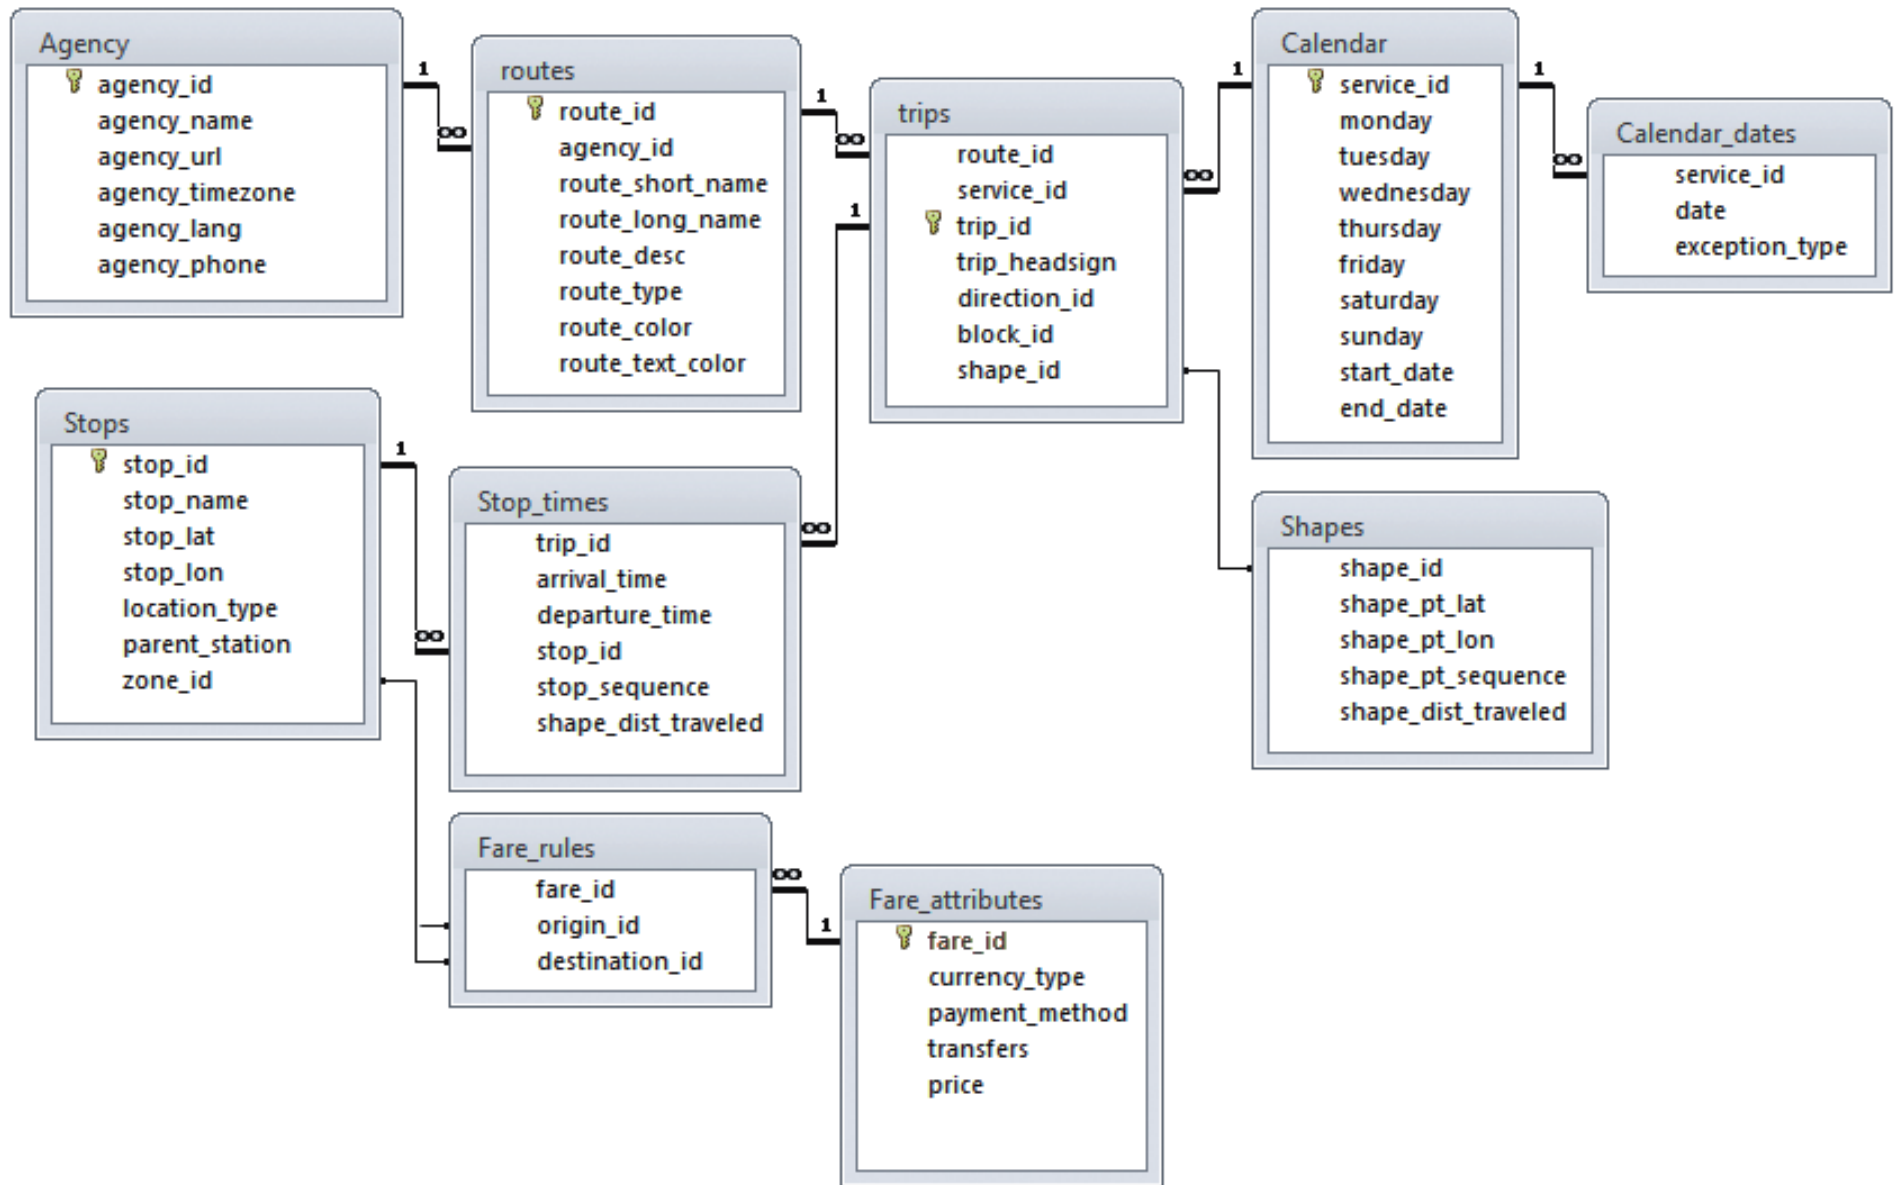 Agency
agency_id
agency_name
agency_url
agency_timezone
agency_lang
agency_phone
1
∞
routes
route_id
agency_id
route_short_name
route_long_name
route_desc
route_type
route_color
route_text_color
1
∞
trips
route_id
service_id
trip_id
trip_headsign
direction_id
block_id
shape_id
1
∞
1
Calendar
service_id
monday
tuesday
wednesday
thursday
friday
saturday
sunday
start_date
end_date
1
∞
Calendar_dates
service_id
date
exception_type
Stops
stop_id
stop_name
stop_lat
stop_lon
location_type
parent_station
zone_id
1
∞
Stop_times
trip_id
arrival_time
departure_time
stop_id
stop_sequence
shape_dist_traveled
∞
Shapes
shape_id
shape_pt_lat
shape_pt_lon
shape_pt_sequence
shape_dist_traveled
Fare_rules
fare_id
origin_id
destination_id
∞
1
Fare_attributes
fare_id
currency_type
payment_method
transfers
price